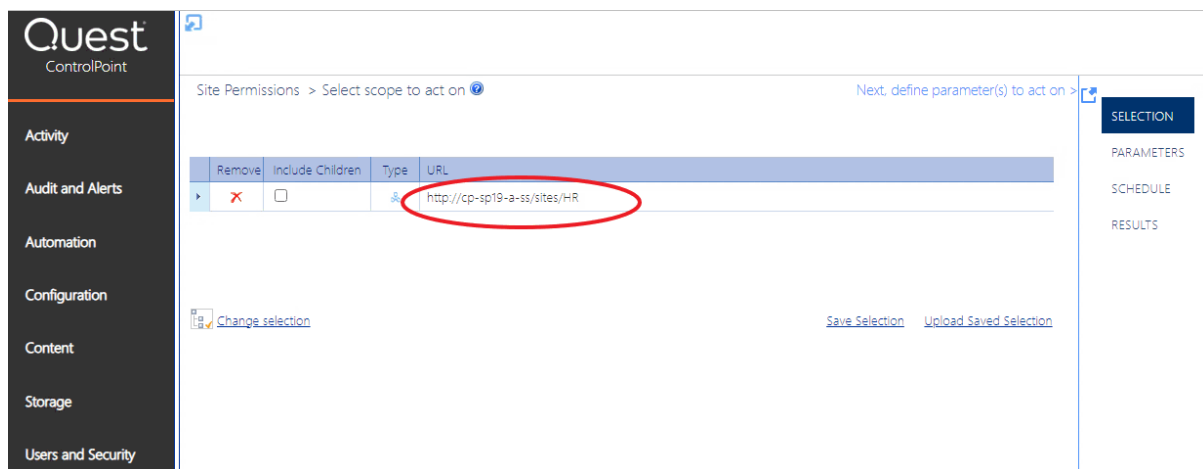 Quest
ControlPoint
Activity
Audit and Alerts
Automation
Configuration
Content
Storage
Users and Security
Site Permissions > Select scope to act on
Next, define parameter(s) to act on >
Remove Include Children Type URL
http://cp-sp19-a-ss/sites/HR
Change selection
Save Selection Upload Saved Selection
SELECTION
PARAMETERS
SCHEDULE
RESULTS